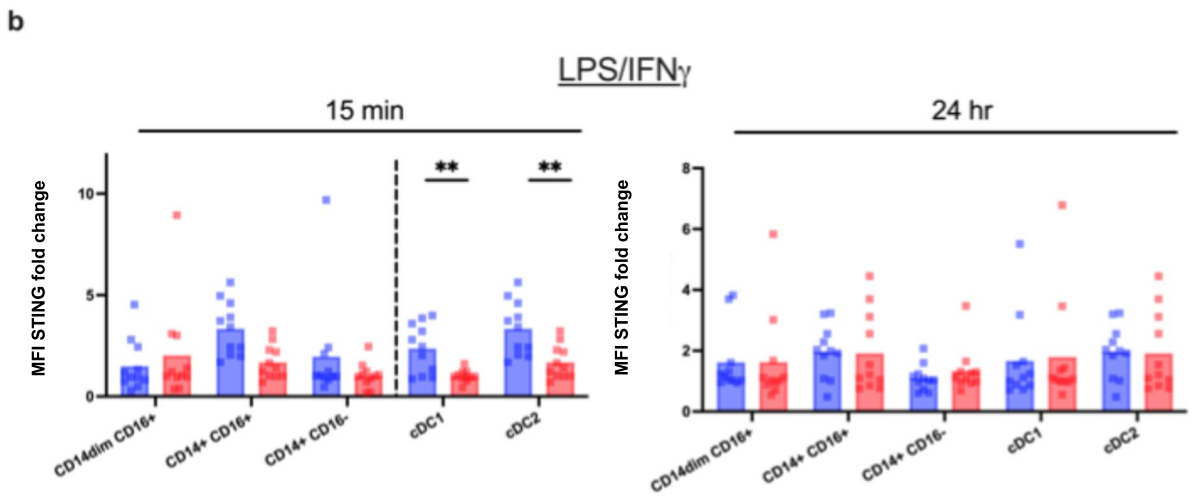 b
LPS/IFNγ
15 min
24 hr
MFI STING fold change
10
5
0
**
**
CD14dim CD16+
CD14+ CD16+
CD14+ CD16-
cDC1
cDC2
MFI STING fold change
8
6
4
2
0
CD14dim CD16+
CD14+ CD16+
CD14+ CD16-
cDC1
cDC2